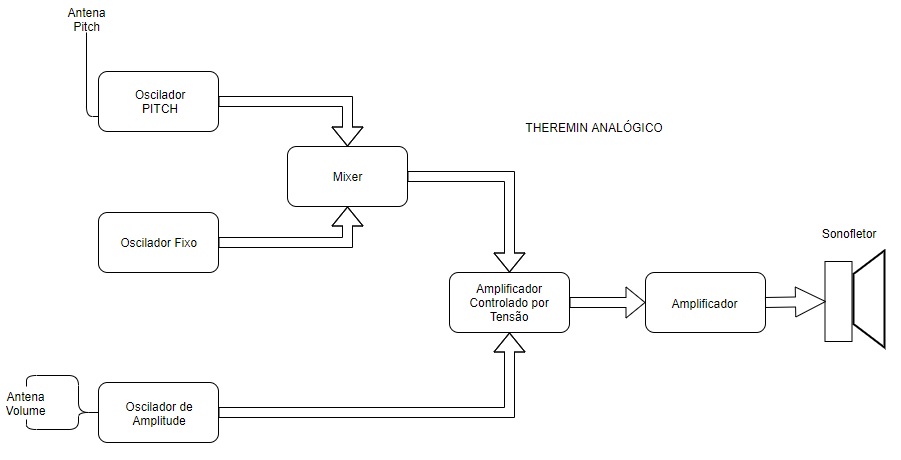 Antena
Pitch
Oscilador
PITCH
THEREMIN ANALÓGICO
Mixer
Oscilador Fixo
Sonofletor
Amplificador
Controlado por
Tensão
Amplificador
Antena
Volume
Oscilador de
Amplitude